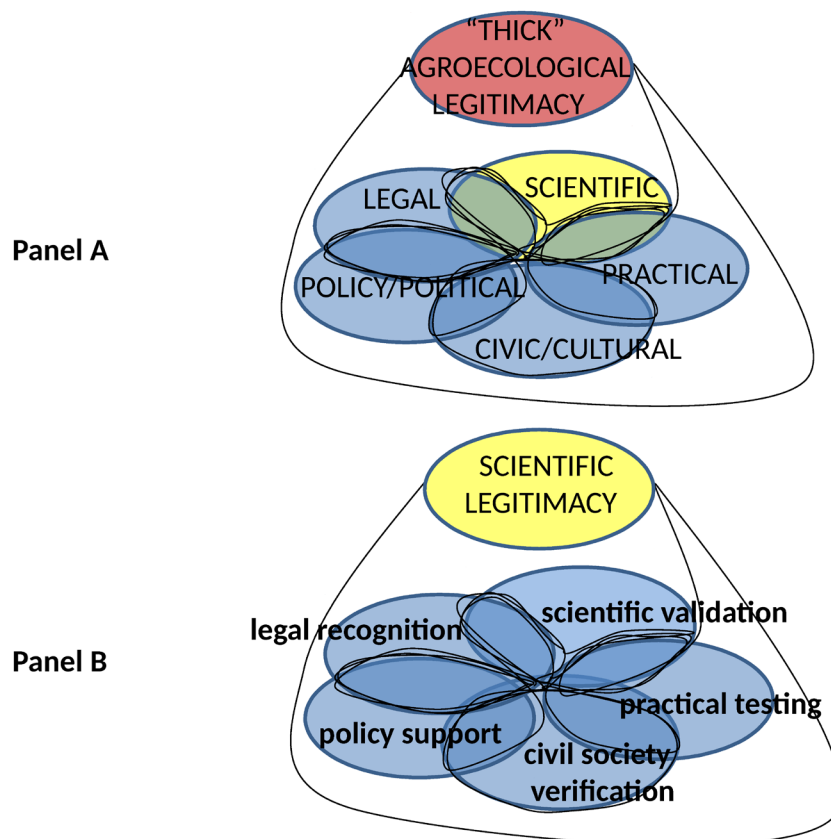 “THICK”
AGROECOLOGICAL
LEGITIMACY
LEGAL
SCIENTIFIC
Panel A
PRACTICAL
POLICY/POLITICAL
CIVIC/CULTURAL
SCIENTIFIC
LEGITIMACY
scientific validation
legal recognition
Panel B
practical testing
policy support
civil society
verification